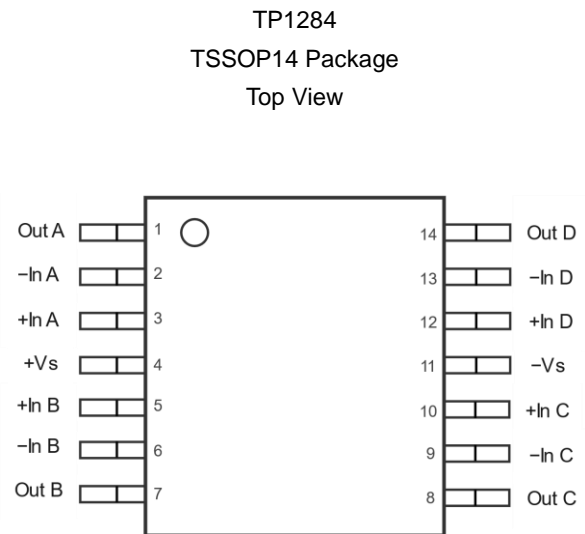 TP1284
TSSOP14 Package
Top View
Out A 1 14 Out D
−In A 2 13 −In D
+In A 3 12 +In D
+Vs 4 11 −Vs
+In B 5 10 +In C
−In B 6 9 −In C
Out B 7 8 Out C